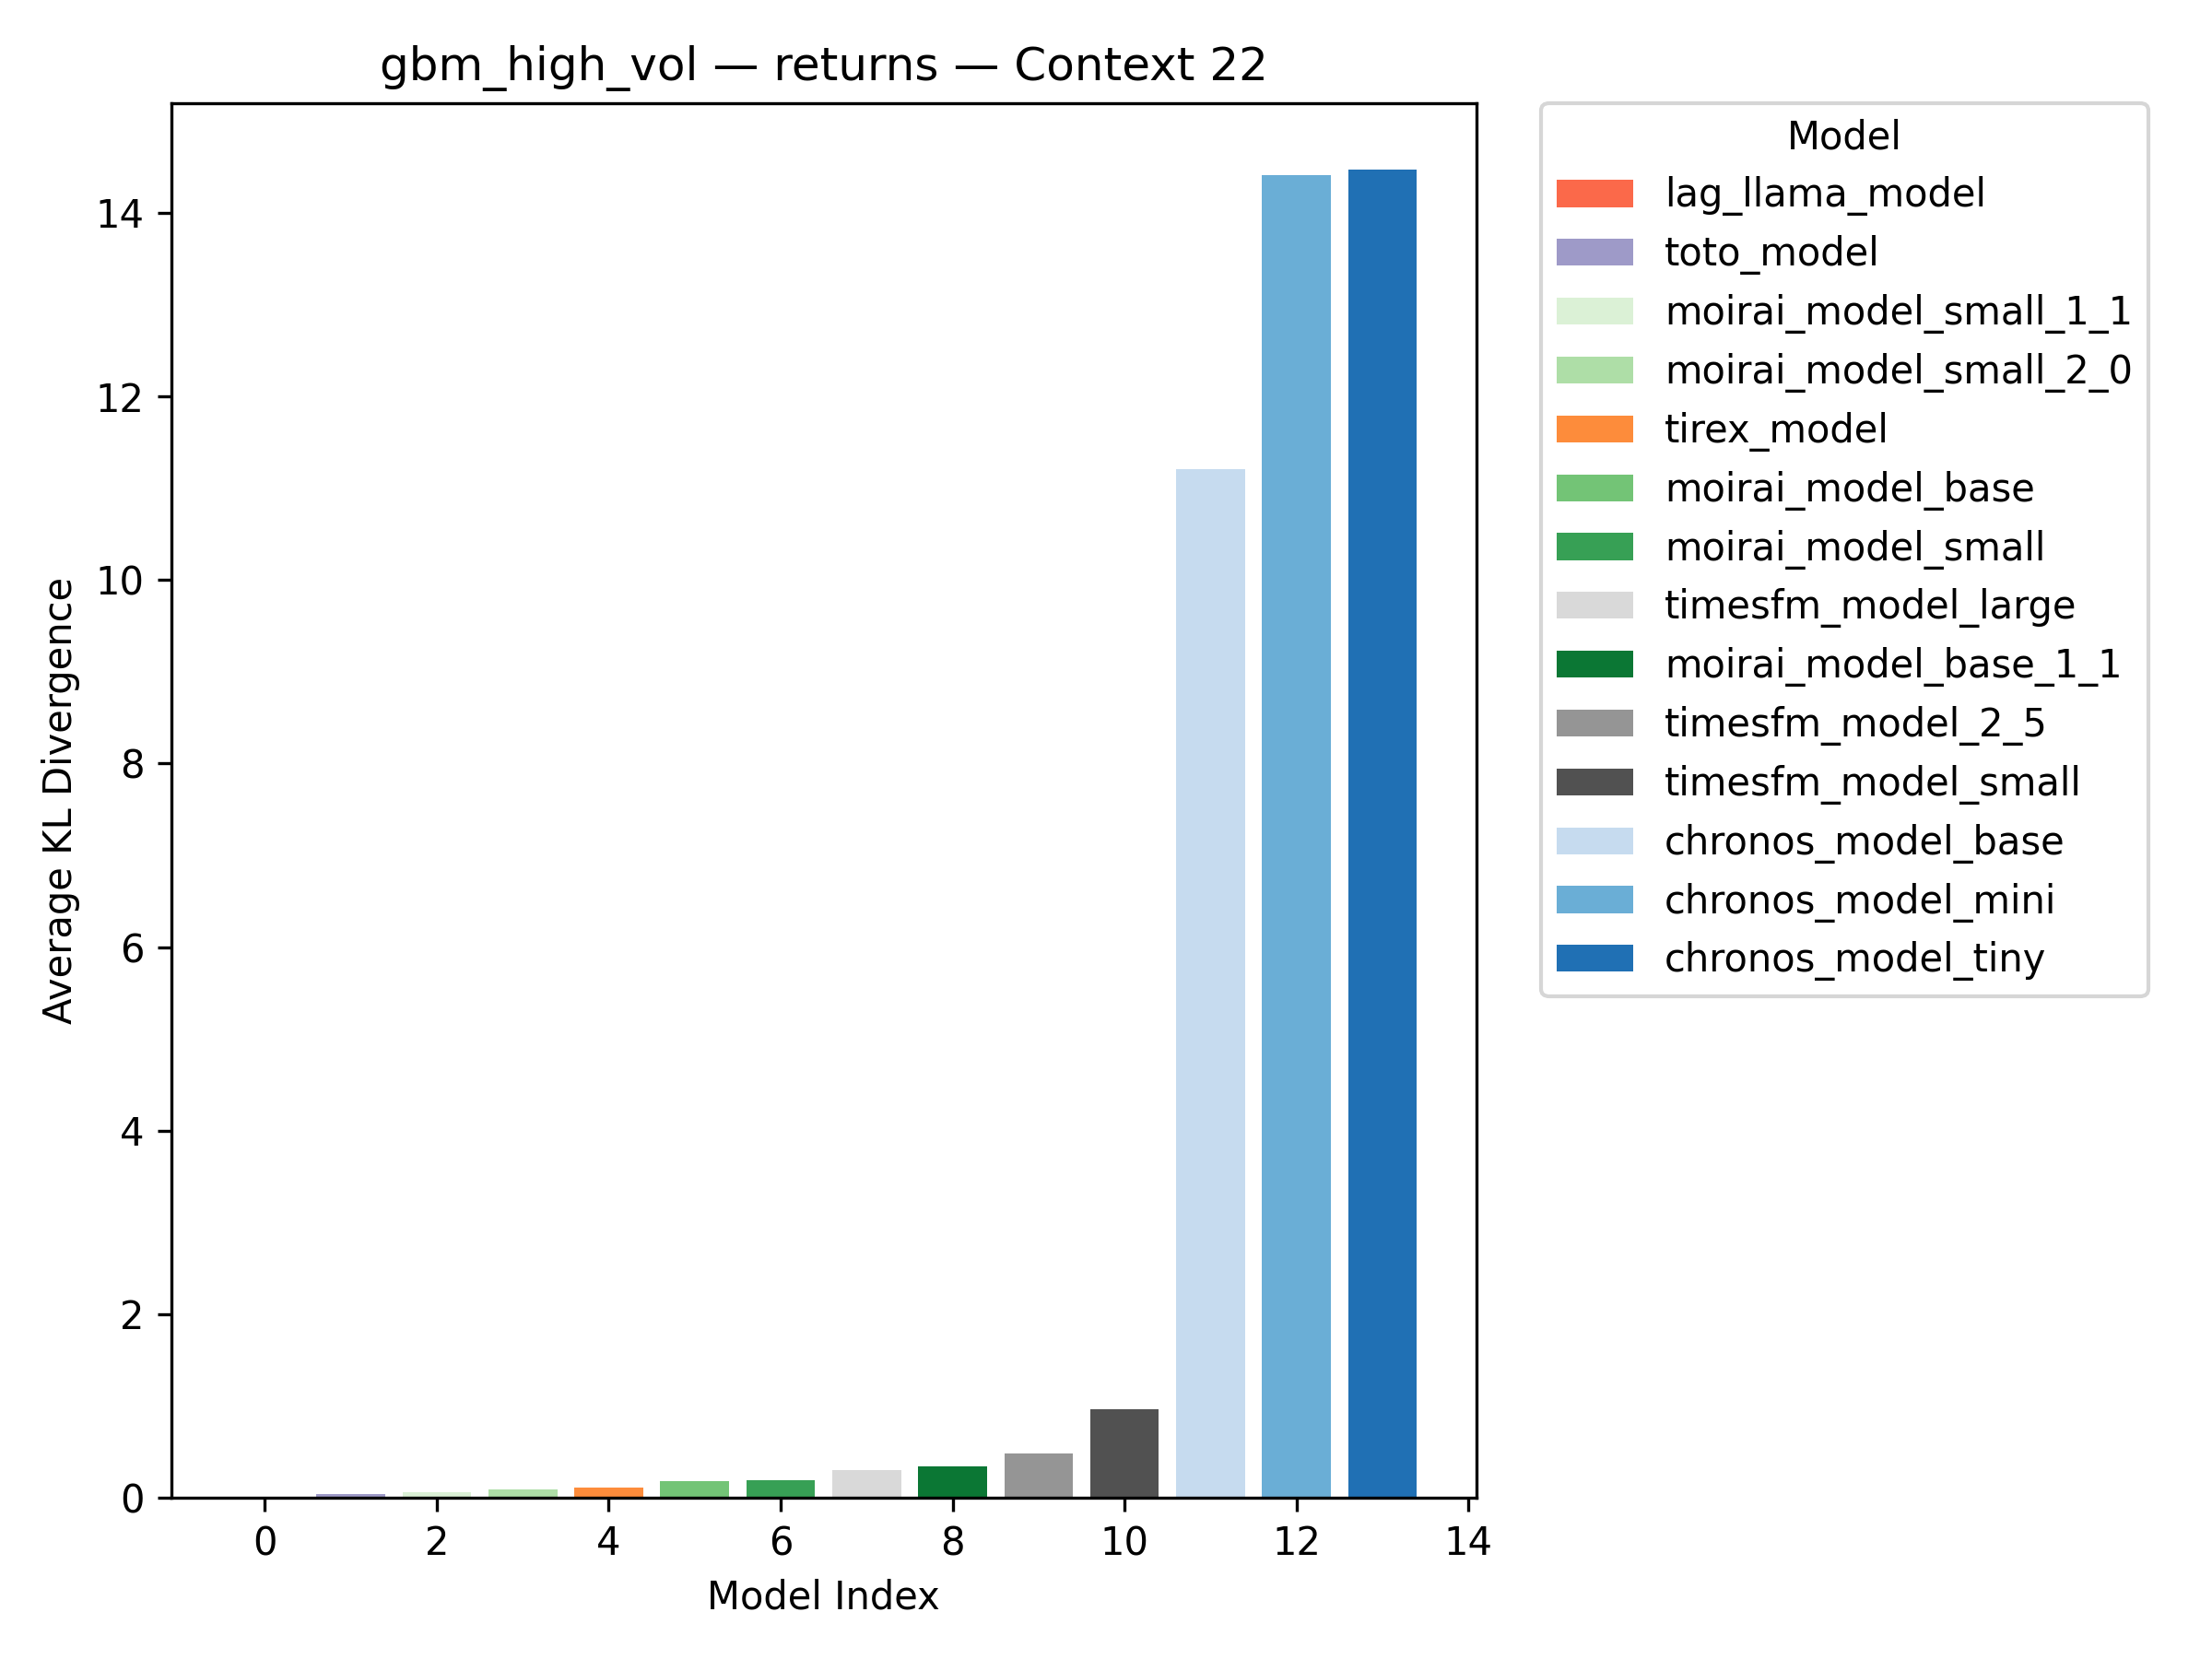 gbm_high_vol — returns — Context 22
Average KL Divergence
14
12
10
8
6
4
2
0
0 2 4 6 8 10 12 14
Model Index
Model
lag_llama_model
toto_model
moirai_model_small_1_1
moirai_model_small_2_0
tirex_model
moirai_model_base
moirai_model_small
timesfm_model_large
moirai_model_base_1_1
timesfm_model_2_5
timesfm_model_small
chronos_model_base
chronos_model_mini
chronos_model_tiny